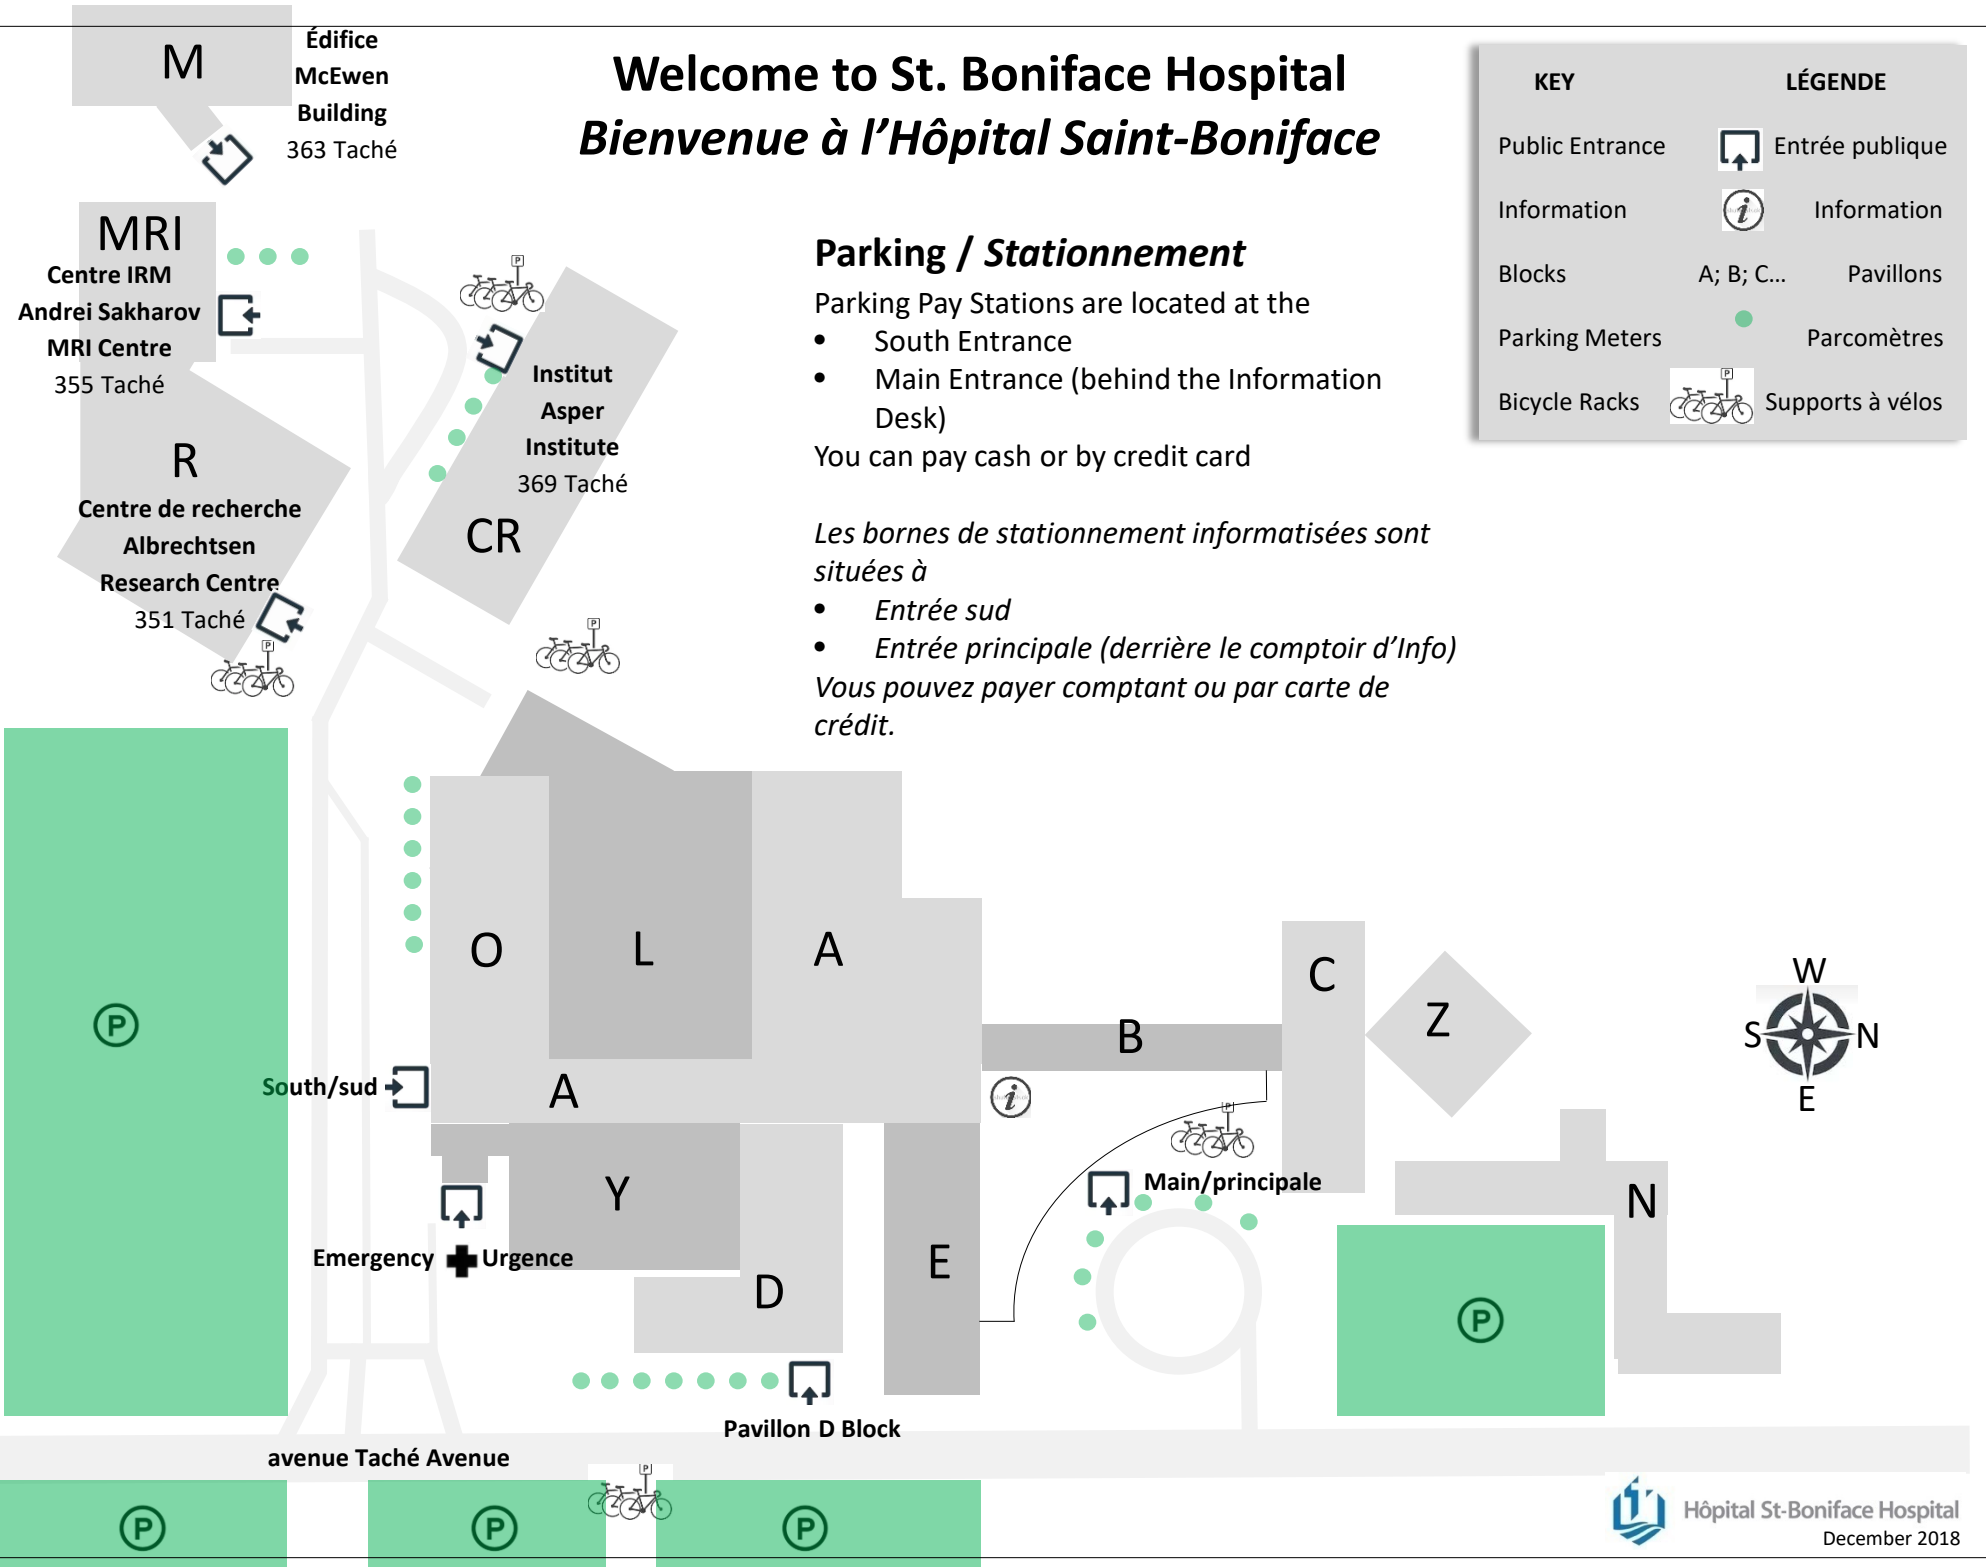 M
Édifice
McEwen
Building
363 Taché
Welcome to St. Boniface Hospital
Bienvenue à l’Hôpital Saint-Boniface
KEY LÉGENDE
Public Entrance Entrée publique
Information Information
Blocks A; B; C... Pavillons
Parking Meters Parcomètres
Bicycle Racks P Supports à vélos
MRI
Centre IRM
Andrei Sakharov
MRI Centre
355 Taché
P
Institut
Asper
Institute
369 Taché
CR
Parking / Stationnement
Parking Pay Stations are located at the
• South Entrance
• Main Entrance (behind the Information
Desk)
You can pay cash or by credit card
Les bornes de stationnement informatisées sont
situées à
• Entrée sud
• Entrée principale (derrière le comptoir d’Info)
Vous pouvez payer comptant ou par carte de
crédit.
R
Centre de recherche
Albrechtsen
Research Centre
351 Taché
P
P
O
L
A
C
Z
B
W
S N
E
P
South/sud
A
i
P
Main/principale
Y
N
Emergency Urgence
E
D
P
Pavillon D Block
avenue Taché Avenue
P
P
P
P
Hôpital St-Boniface Hospital
December 2018